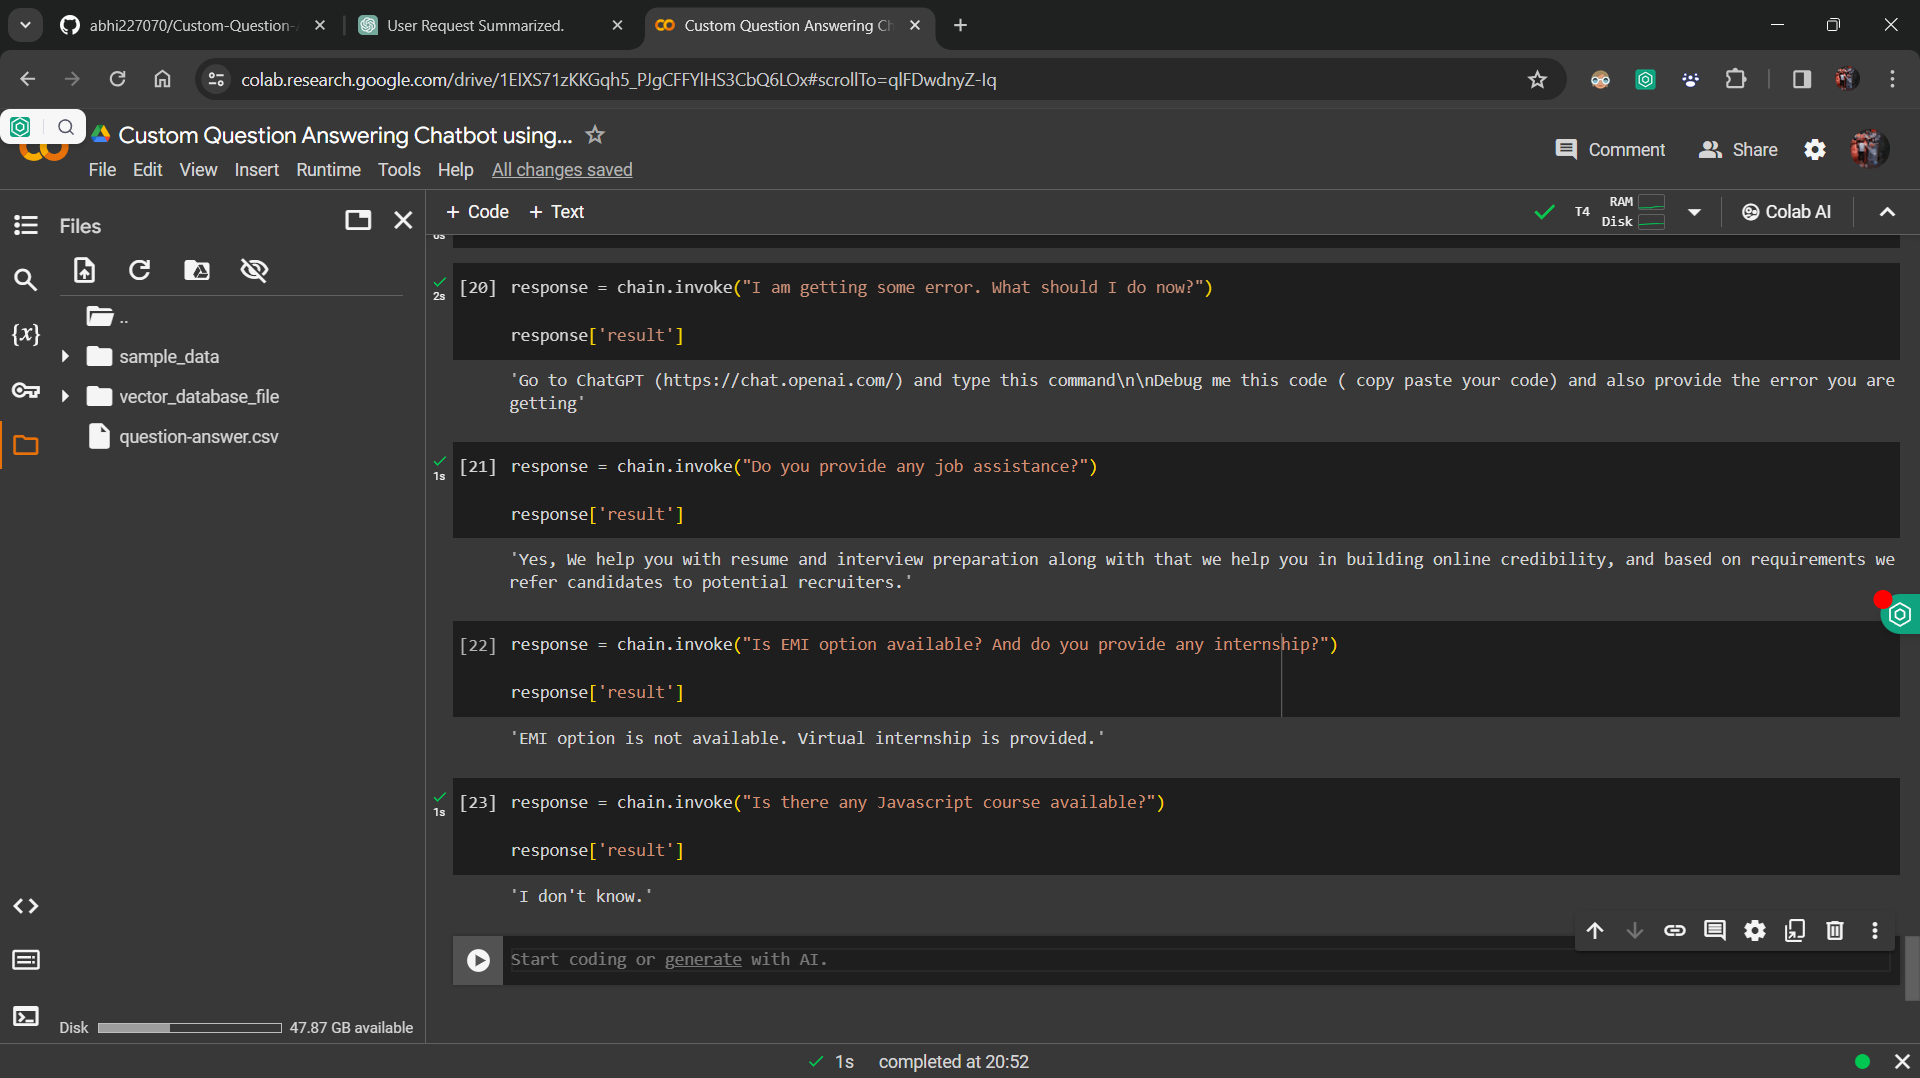 abhi227070/Custom-Question-
User Request Summarized.
Custom Question Answering Ch
colab.research.google.com/drive/1EIXS71zKKGqh5_PJgCFFYlHS3CbQ6LOx#scrollTo=qlFDwdnyZ-Iq
Custom Question Answering Chatbot using...
Comment Share
File Edit View Insert Runtime Tools Help All changes saved
Files
+ Code + Text
T4 RAM Disk Colab AI
..
sample_data
vector_database_file
question-answer.csv
0s
2s
[20] response = chain.invoke("I am getting some error. What should I do now?")
response['result']
'Go to ChatGPT (https://chat.openai.com/) and type this command\n\nDebug me this code ( copy paste your code) and also provide the error you are
getting'
1s
[21] response = chain.invoke("Do you provide any job assistance?")
response['result']
'Yes, We help you with resume and interview preparation along with that we help you in building online credibility, and based on requirements we
refer candidates to potential recruiters.'
[22] response = chain.invoke("Is EMI option available? And do you provide any internship?")
response['result']
'EMI option is not available. Virtual internship is provided.'
1s
[23] response = chain.invoke("Is there any Javascript course available?")
response['result']
'I don't know.'
Start coding or generate with AI.
Disk 47.87 GB available
1s completed at 20:52